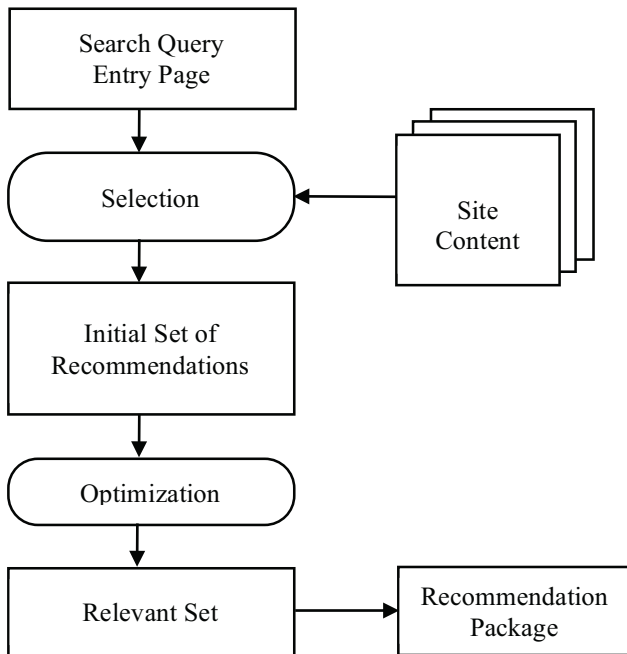 Search Query
Entry Page
Selection
Site
Content
Initial Set of
Recommendations
Optimization
Relevant Set
Recommendation
Package